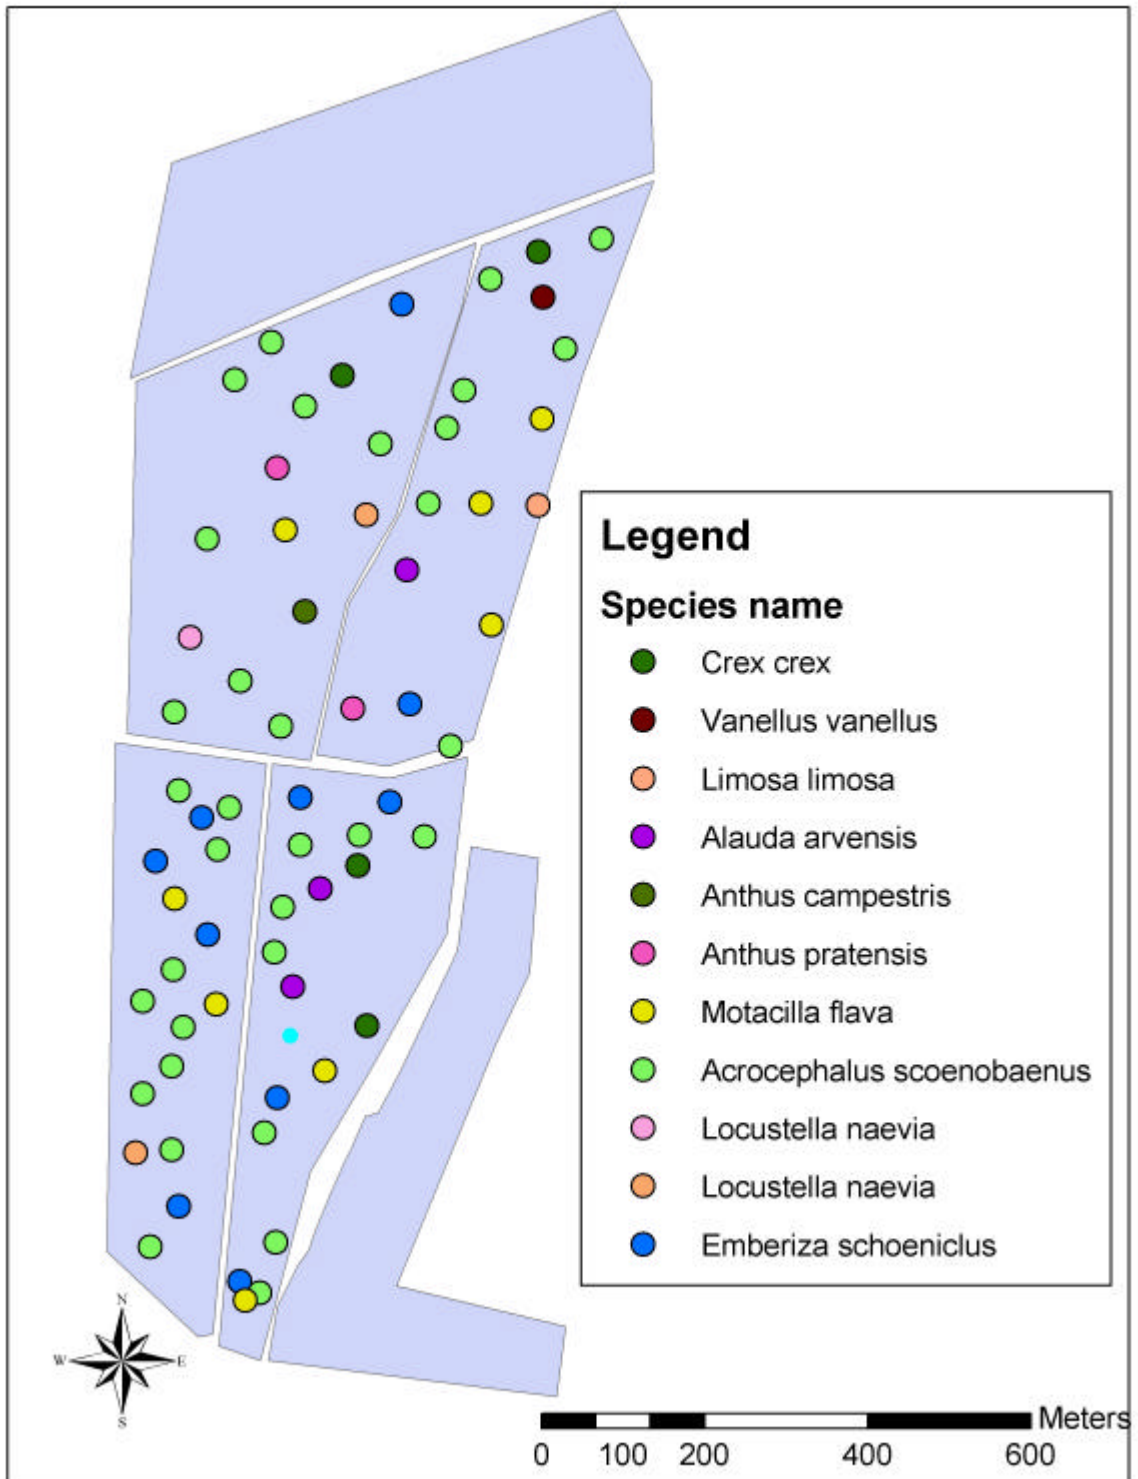 Legend
Species name
Crex crex
Vanellus vanellus
Limosa limosa
Alauda arvensis
Anthus campestris
Anthus pratensis
Motacilla flava
Acrocephalus scoenobaenus
Locustella naevia
Locustella naevia
Emberiza schoeniclus
N
W E
S
Meters
0 100 200 400 600